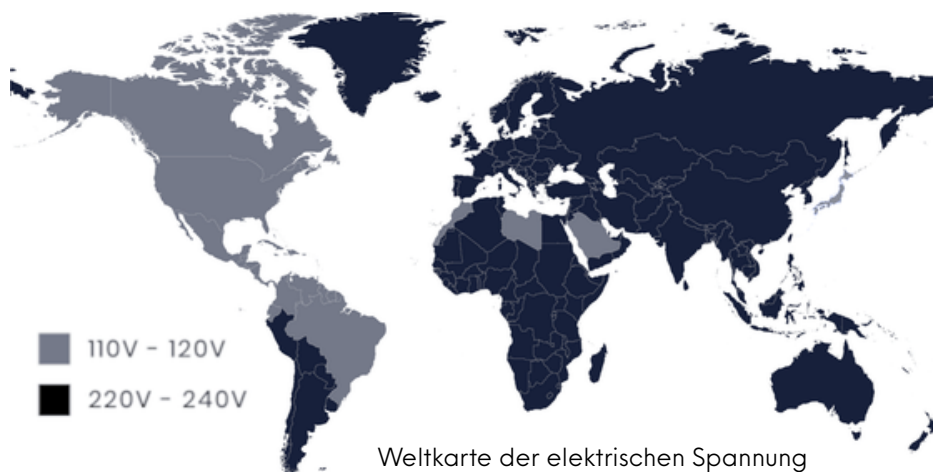 110V - 120V
220V - 240V
Weltkarte der elektrischen Spannung